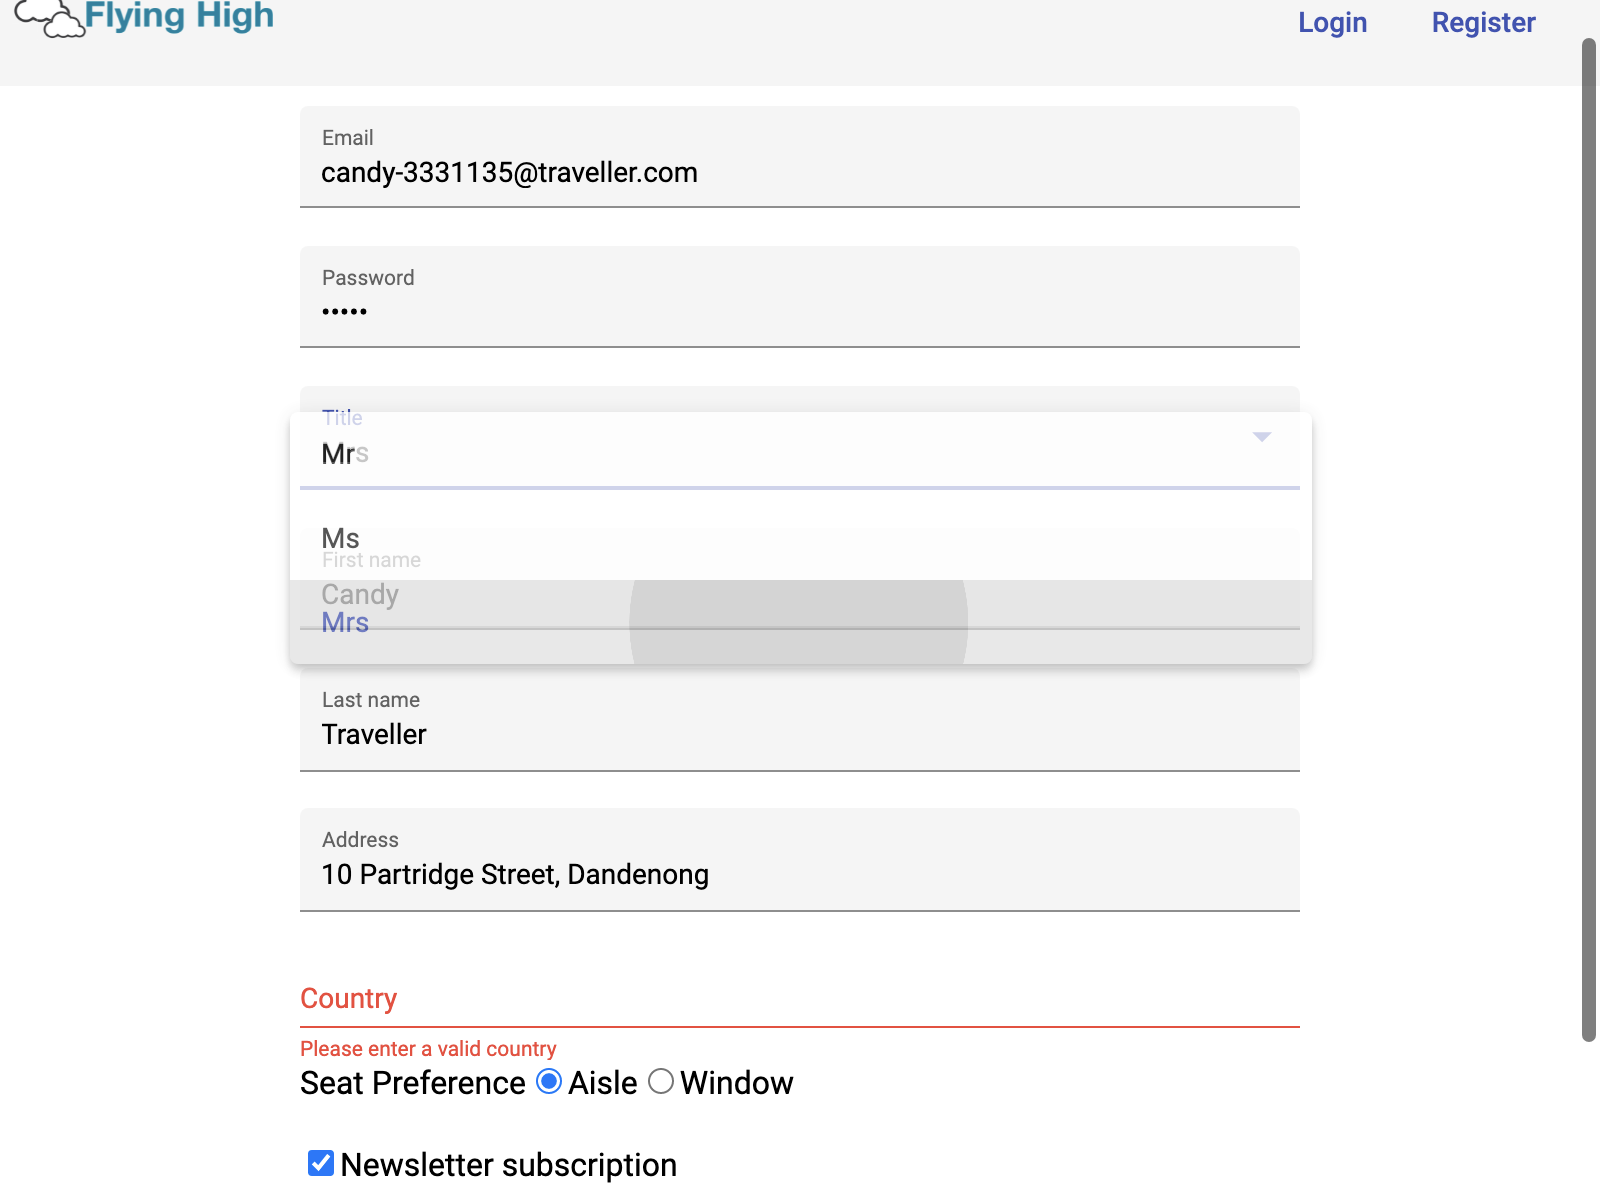 Flying High
Login Register
Email
candy-3331135@traveller.com
Password
•••••
Title
Mrs
Ms
First name
Candy
Mrs
Last name
Traveller
Address
10 Partridge Street, Dandenong
Country
Please enter a valid country
Seat Preference Aisle Window
Newsletter subscription